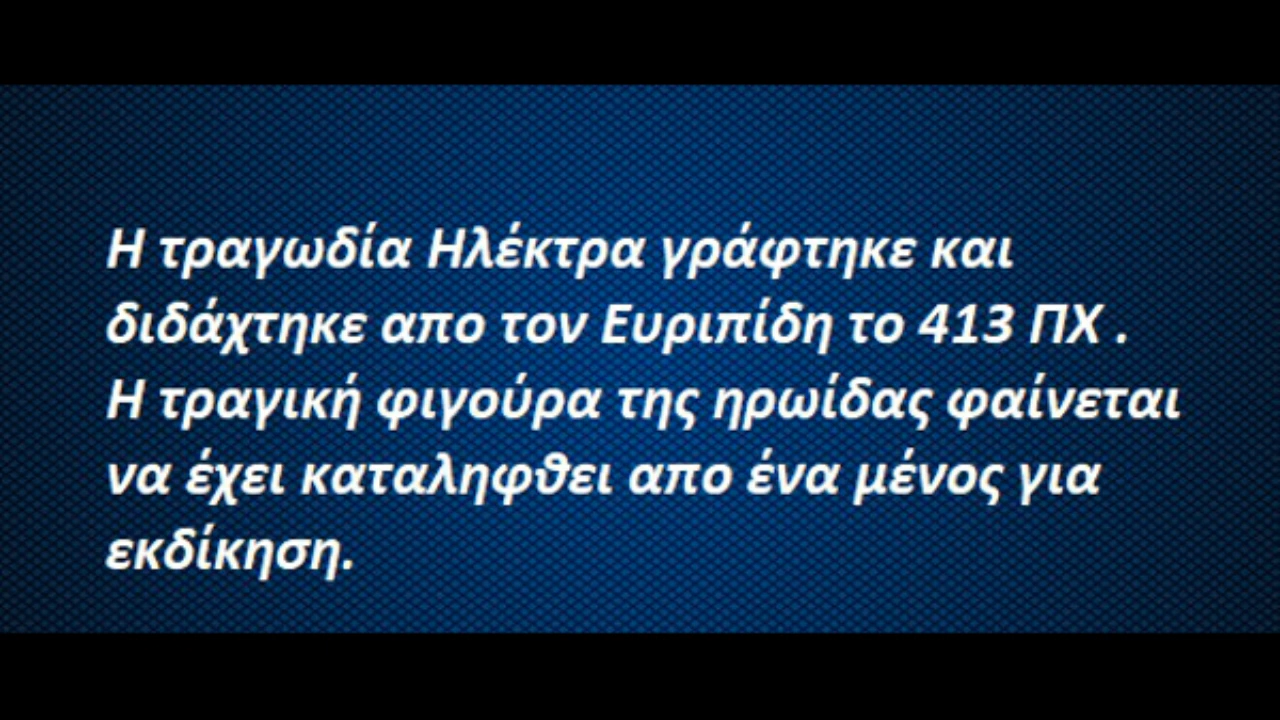 Η τραγωδία Ηλέκτρα γράφτηκε και
διδάχτηκε απο τον Ευριπίδη το 413 ΠΧ .
Η τραγική φιγούρα της ηρωίδας φαίνεται
να έχει καταληφθει απο ένα μένος για
εκδίκηση.